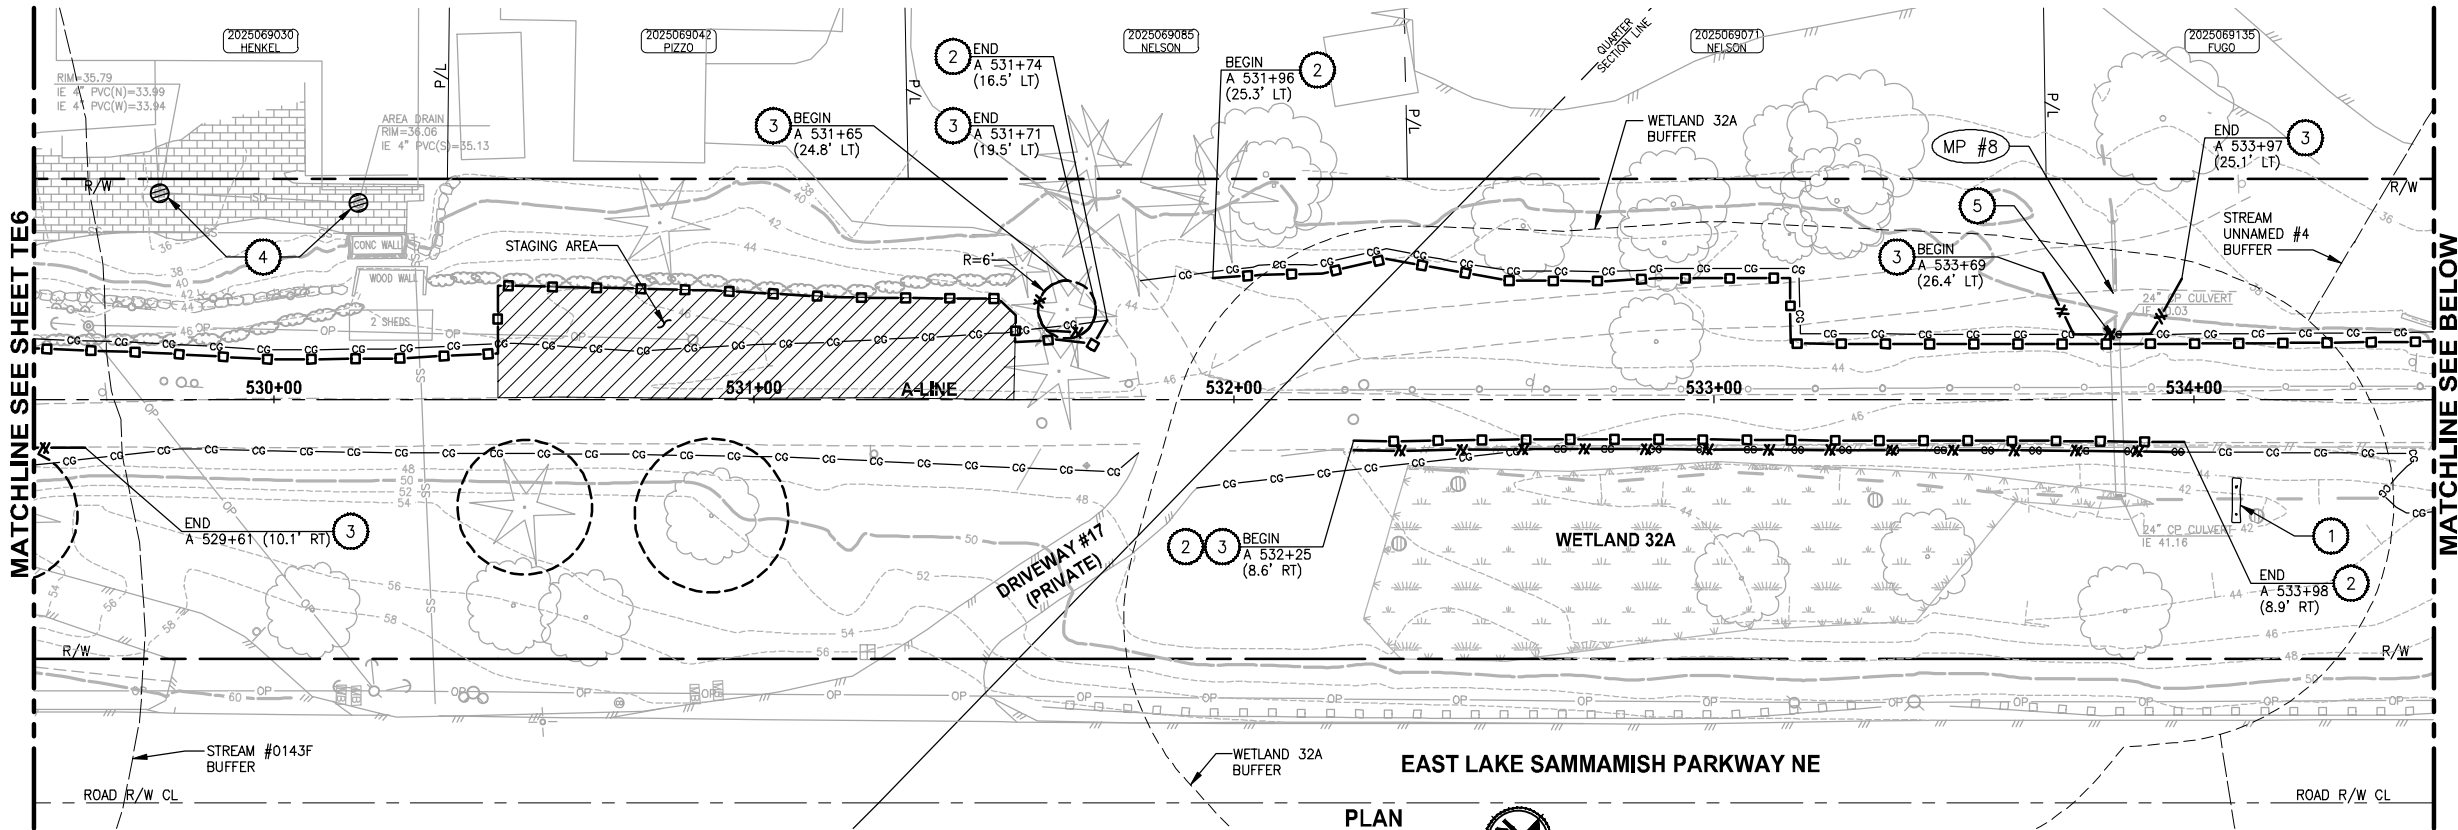 MATCHLINE SEE SHEET TE6
2025069030
HENKEL
RIM=35.79
IE 4" PVC(N)=33.99
IE 4" PVC(W)=33.94
AREA DRAIN
RIM=36.06
IE 4" PVC(S)=35.13
P/L
2025069042
PIZZO
P/L
2025069085
NELSON
P/L
QUARTER
SECTION LINE
2025069071
NELSON
P/L
2025069135
FUGO
2
END
A 531+74
(16.5' LT)
3
END
A 531+71
(19.5' LT)
3
BEGIN
A 531+65
(24.8' LT)
BEGIN
A 531+96
(25.3' LT)
2
WETLAND 32A
BUFFER
MP #8
END
A 533+97
(25.1' LT)
3
R/W
R/W
4
CONC WALL
WOOD WALL
2 SHEDS
STAGING AREA
R=6'
5
3
BEGIN
A 533+69
(26.4' LT)
STREAM
UNNAMED #4
BUFFER
24" CP CULVERT
530+00
531+00
A-LINE
532+00
533+00
534+00
END
A 529+61 (10.1' RT)
3
DRIVEWAY #17
(PRIVATE)
2
3
BEGIN
A 532+25
(8.6' RT)
WETLAND 32A
24" CP CULVERT
IE 41.16
1
END
A 533+98
(8.9' RT)
2
R/W
R/W
STREAM #0143F
BUFFER
WETLAND 32A
BUFFER
EAST LAKE SAMMAMISH PARKWAY NE
ROAD R/W CL
ROAD R/W CL
PLAN
MATCHLINE SEE BELOW